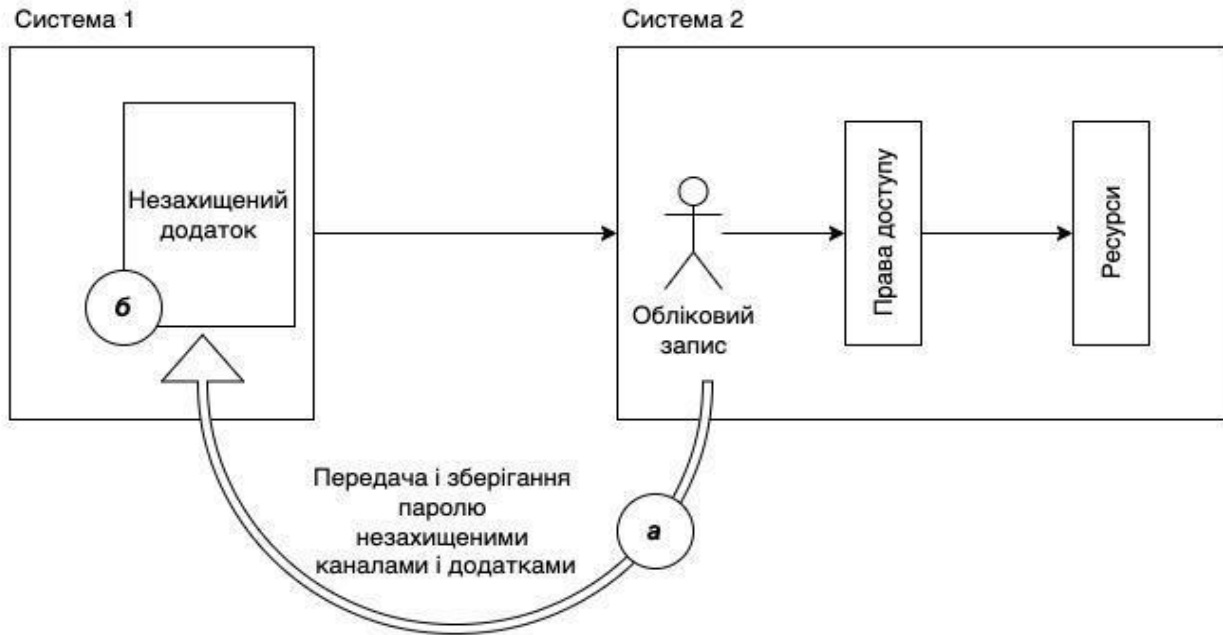 Система 1
Система 2
Незахищений
додаток
б
Обліковий
запис
Права доступу
Ресурси
Передача і зберігання
паролю
незахищеними
каналами і додатками
а